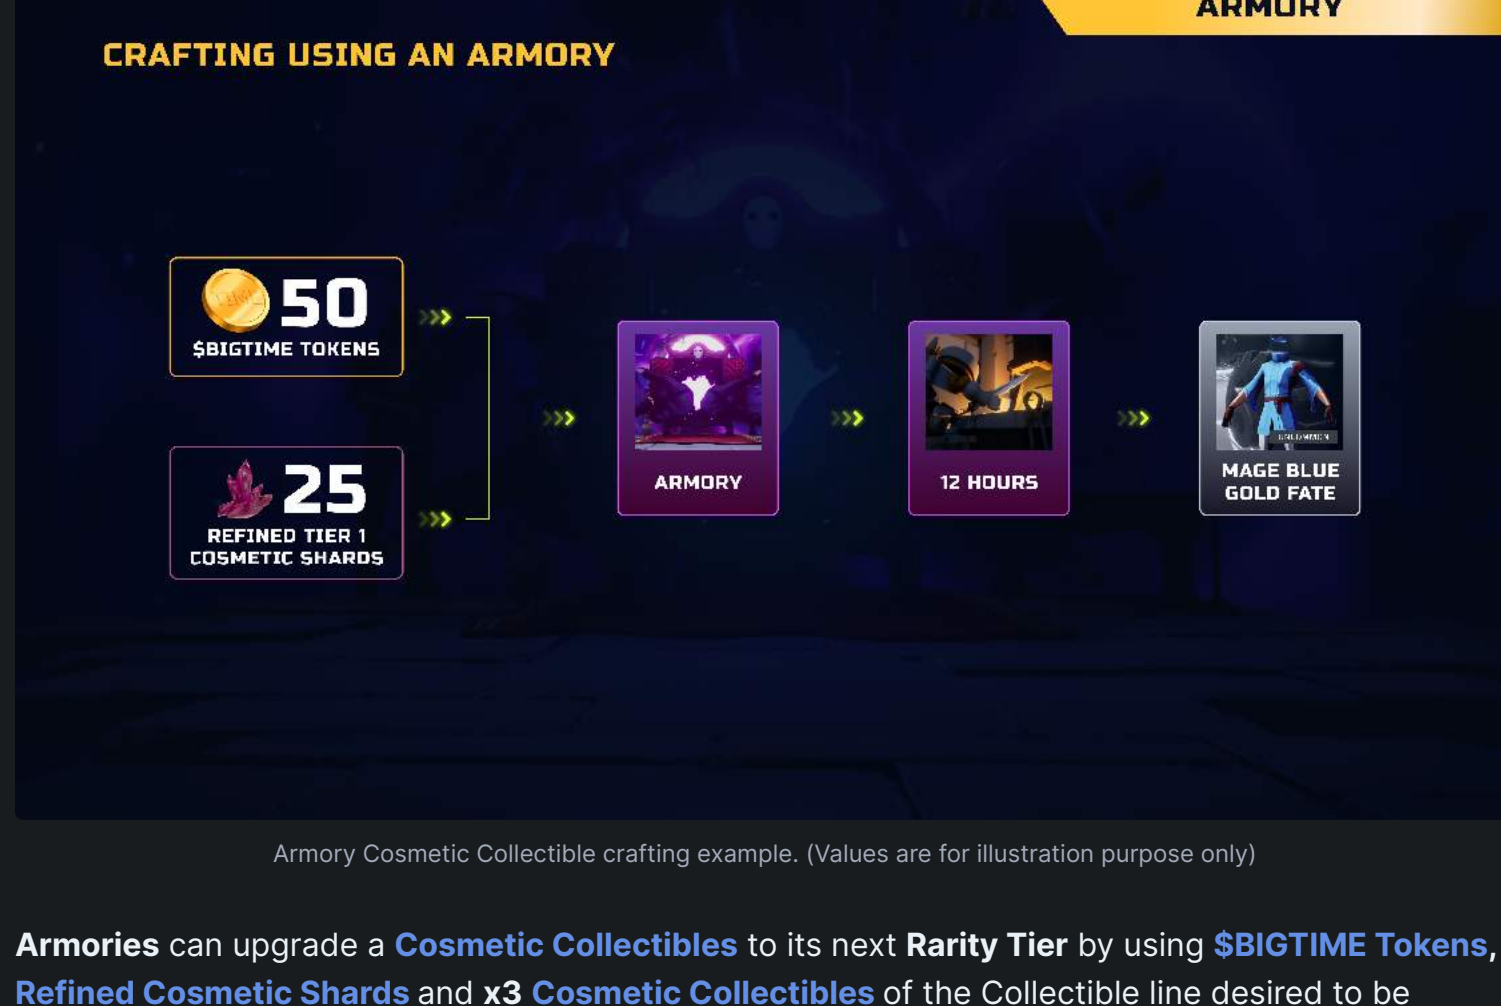 ARMORY
CRAFTING USING AN ARMORY
50
$BIGTIME TOKENS
25
REFINED TIER 1
COSMETIC SHARDS
ARMORY
12 HOURS
UNCOMMON
MAGE BLUE
GOLD FATE
Armory Cosmetic Collectible crafting example. (Values are for illustration purpose only)
Armories can upgrade a Cosmetic Collectibles to its next Rarity Tier by using $BIGTIME Tokens,
Refined Cosmetic Shards and x3 Cosmetic Collectibles of the Collectible line desired to be